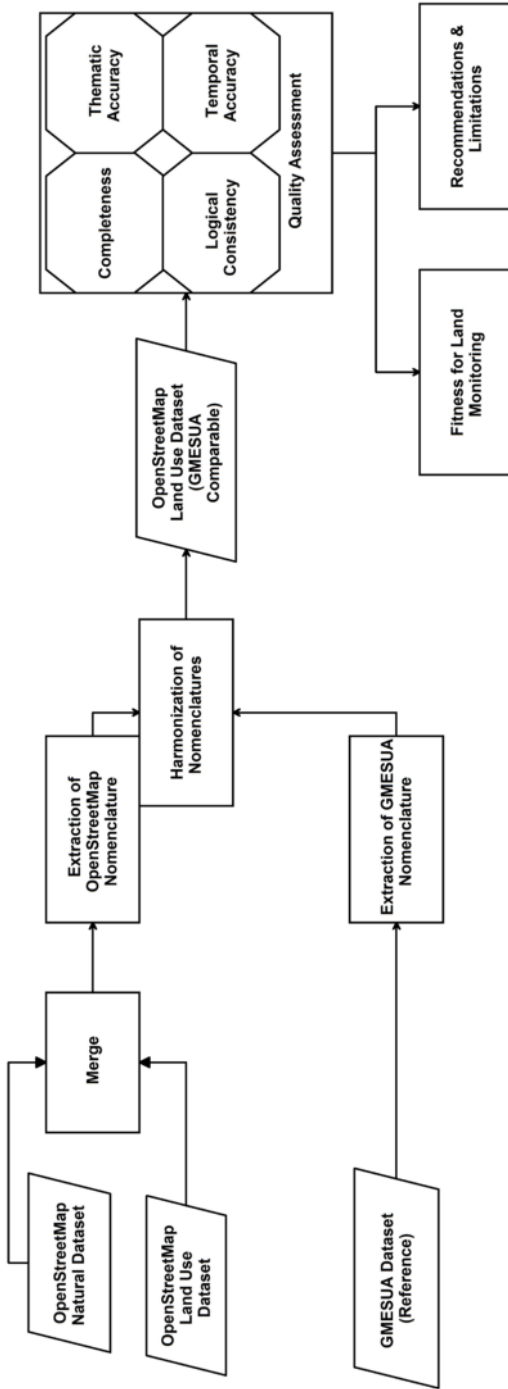 OpenStreetMap
Natural Dataset
OpenStreetMap
Land Use
Dataset
Merge
Extraction of
OpenStreetMap
Nomenclature
Harmonization of
Nomenclatures
GMESUA Dataset
(Reference)
Extraction of GMESUA
Nomenclature
OpenStreetMap
Land Use Dataset
(GMESUA
Comparable)
Completeness
Thematic
Accuracy
Logical
Consistency
Temporal
Accuracy
Quality Assessment
Fitness for Land
Monitoring
Recommendations &
Limitations